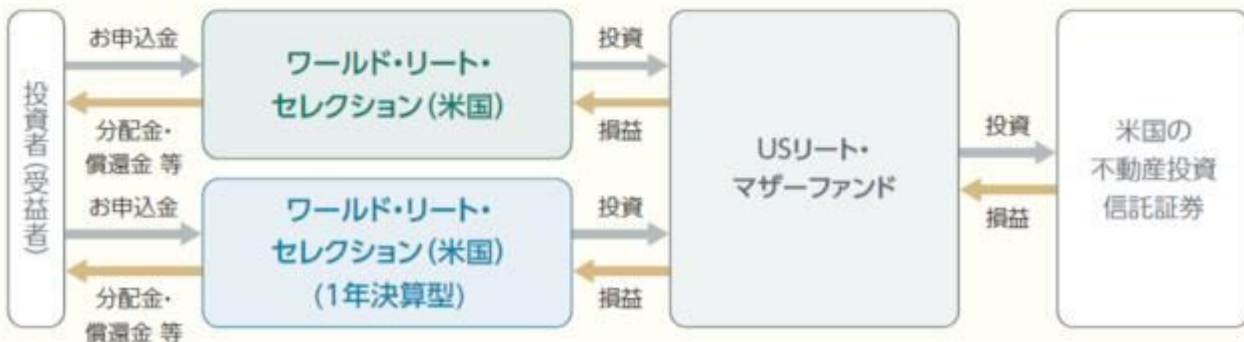 投資者(受益者)
お申込金
分配金・
償還金 等
ワールド・リート・
セレクション(米国)
投資
損益
お申込金
分配金・
償還金 等
ワールド・リート・
セレクション(米国)
(1年決算型)
投資
損益
USリート・
マザーファンド
投資
損益
米国の
不動産投資
信託証券